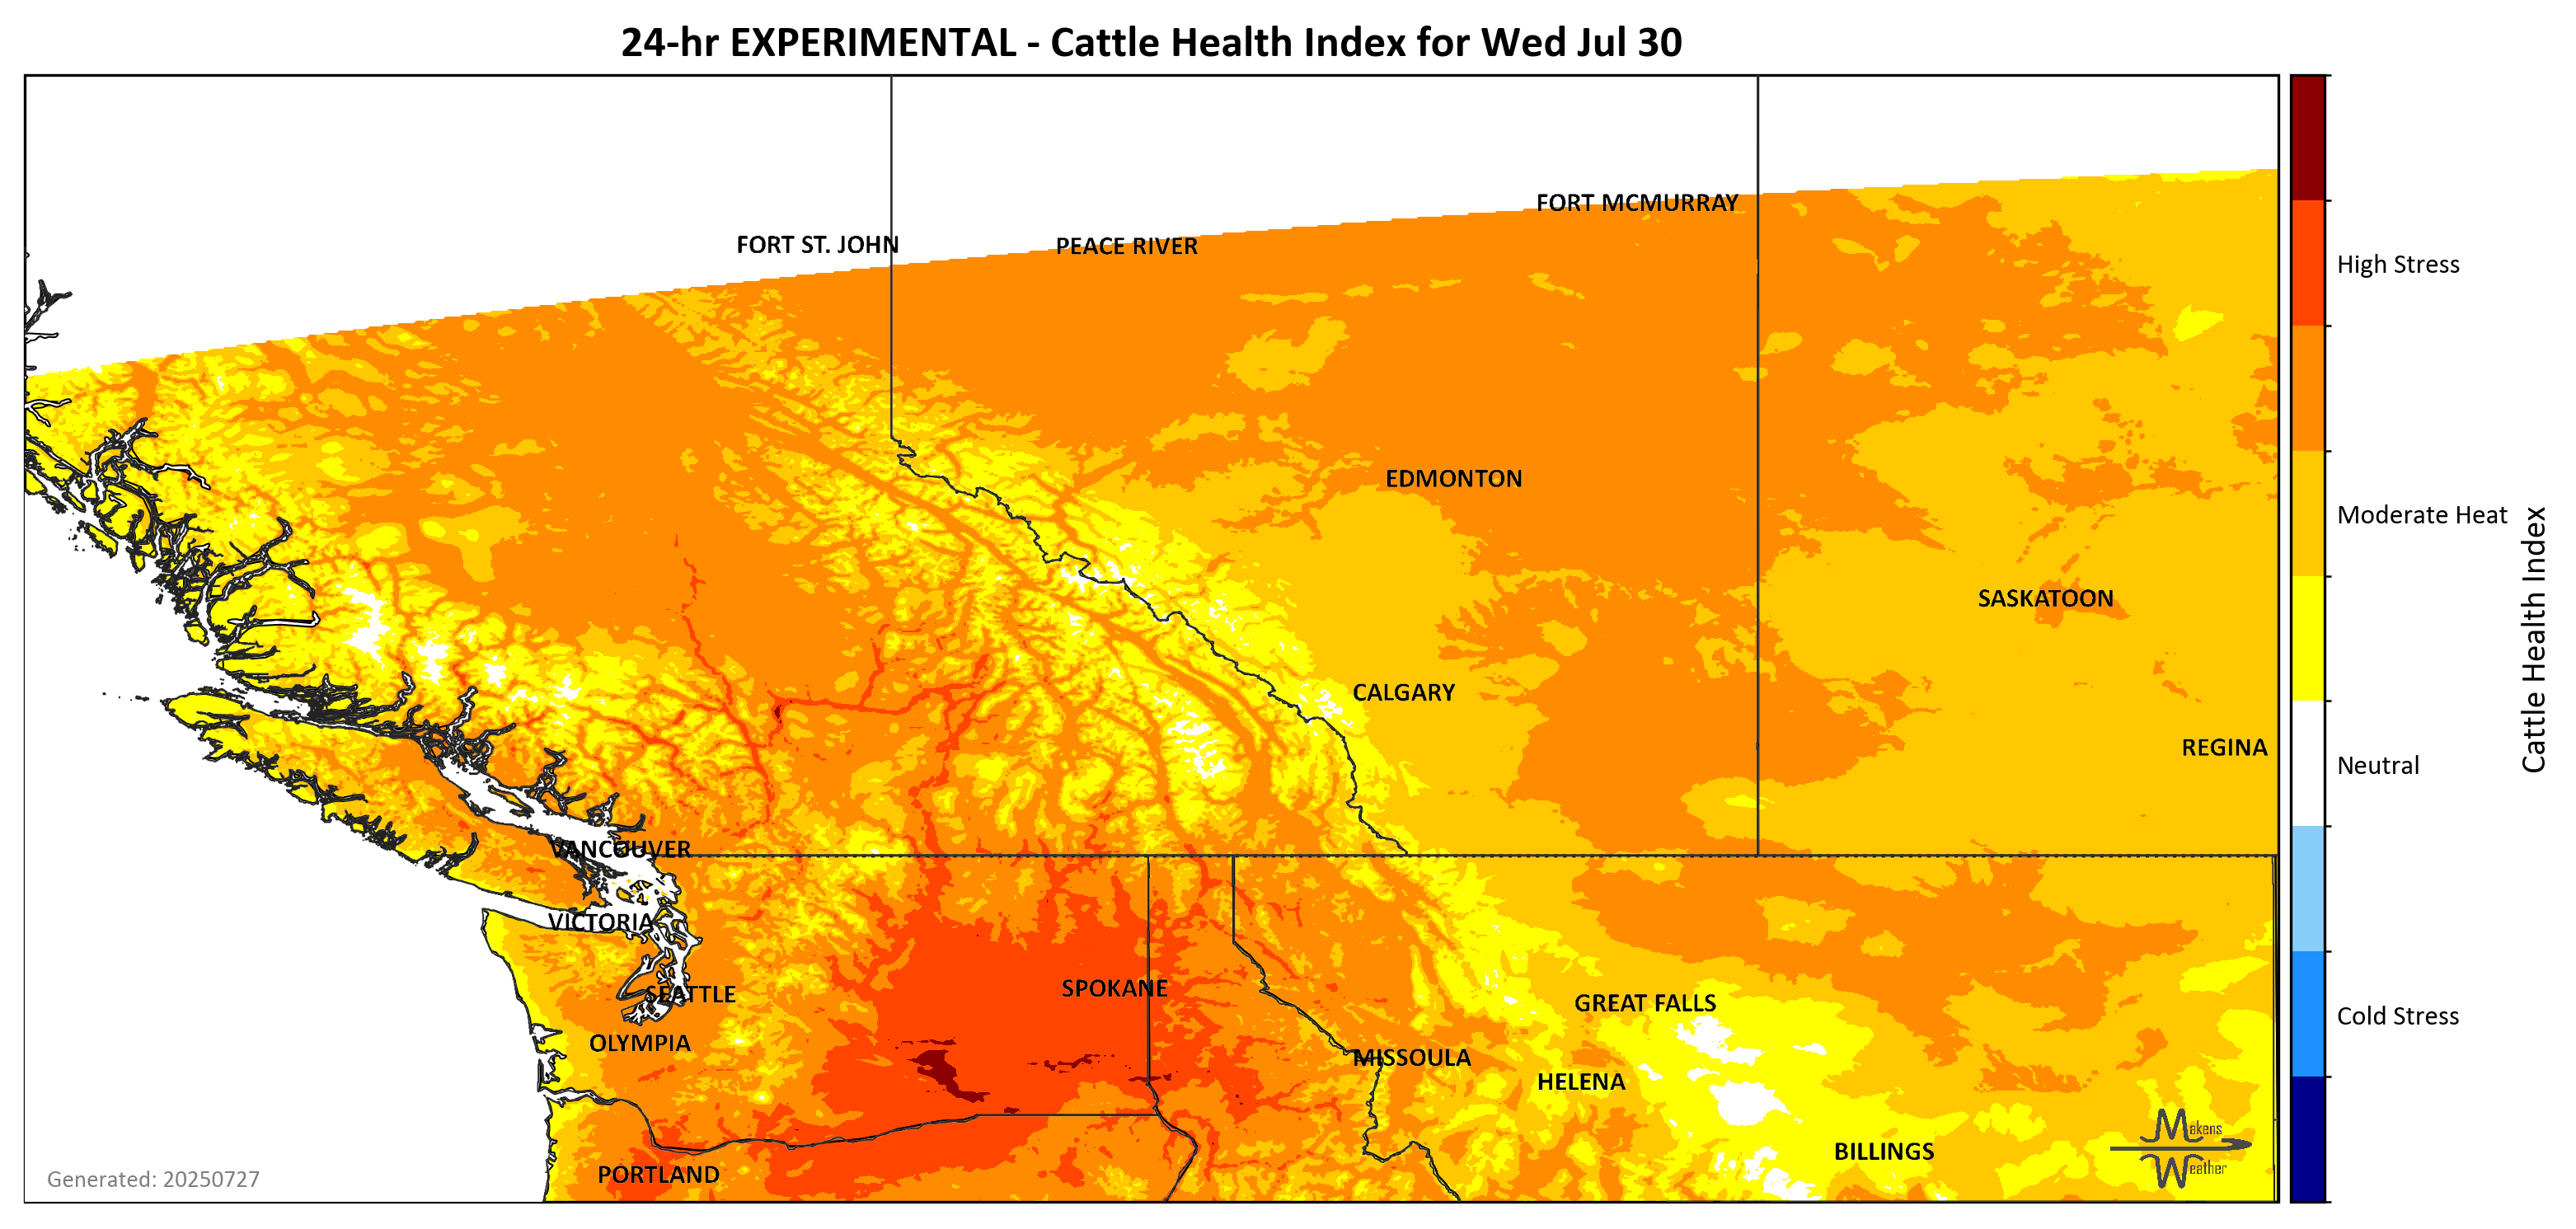 24-hr EXPERIMENTAL - Cattle Health Index for Wed Jul 30
FORT MCMURRAY
FORT ST. JOHN
PEACE RIVER
High Stress
EDMONTON
Moderate Heat
SASKATOON
CALGARY
REGINA
Neutral
Cattle Health Index
VANCOUVER
VICTORIA
SPOKANE
SEATTLE
GREAT FALLS
Cold Stress
OLYMPIA
MISSOULA
HELENA
Makens
Weather
BILLINGS
PORTLAND
Generated: 20250727